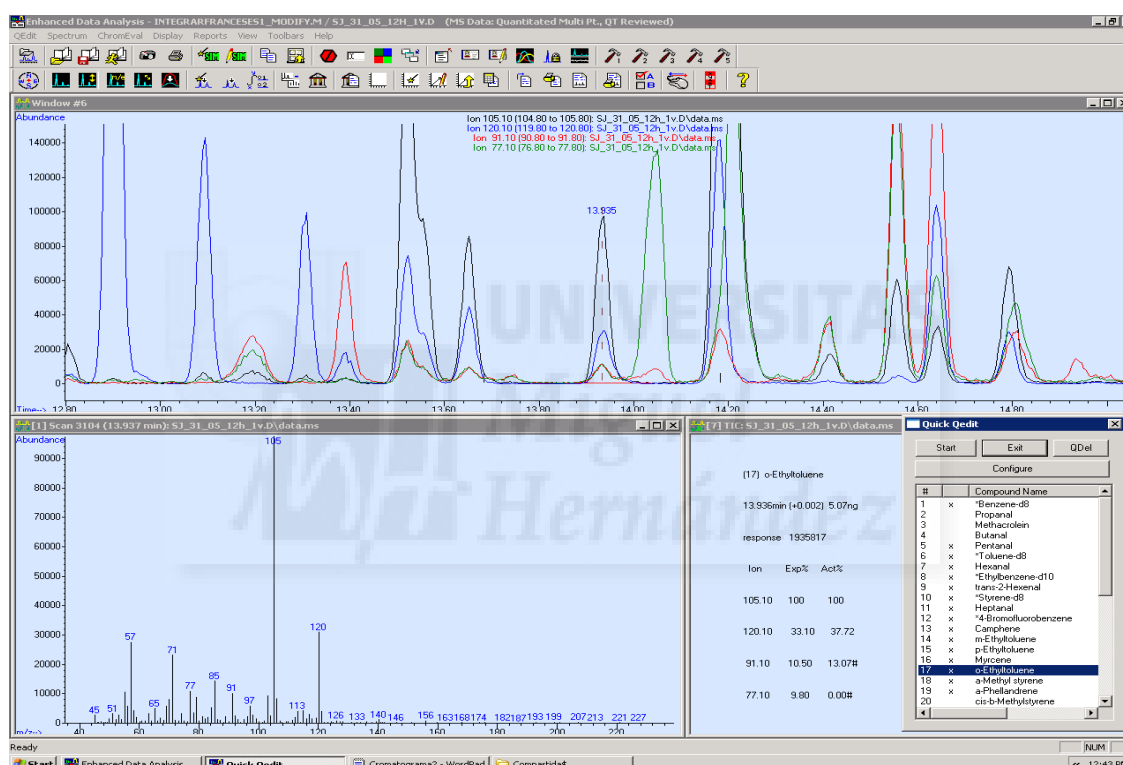 Enhanced Data Analysis - INTEGRARFRANCESES1_MODIFY.M / SJ_31_05_12H_1V.D (MS Data: Quantitated Multi Pt., QT Reviewed)
QEdit Spectrum ChromEval Display Reports View Toolbars Help
Window #6
Abundance
Ion 105.10 (104.80 to 105.80): SJ_31_05_12h_1v.D\data.ms
Ion 120.10 (119.80 to 120.80): SJ_31_05_12h_1v.D\data.ms
Ion 91.10 (90.80 to 91.80): SJ_31_05_12h_1v.D\data.ms
Ion 77.10 (76.80 to 77.80): SJ_31_05_12h_1v.D\data.ms
140000
120000
100000
80000
60000
40000
20000
0
13.935
Time--> 12.80 13.00 13.20 13.40 13.60 13.80 14.00 14.20 14.40 14.60 14.80
UNIVERSITAS
Miguel
Hernández
[1] Scan 3104 (13.937 min): SJ_31_05_12h_1v.D\data.ms
Abundance
90000
80000
70000
60000
50000
40000
30000
20000
10000
0
105
57
120
71
85
77
91
97
65
45
51
113
126 133 140 146 156 163 168 174 182 187 193 199 207 213 221 227
m/z--> 40 60 80 100 120 140 160 180 200 220
[7] TIC: SJ_31_05_12h_1v.D\data.ms
(17) o-Ethyltoluene
13.936min (+0.002) 5.07ng
response 1935817
Ion Exp% Act%
105.10 100 100
120.10 33.10 37.72
91.10 10.50 13.07#
77.10 9.80 0.00#
Quick Qedit
Start Exit QDel
Configure
# Compound Name
1 x *Benzene-d8
2 Propanal
3 Methacrolein
4 Butanal
5 x Pentanal
6 x *Toluene-d8
7 x Hexanal
8 x *Ethylbenzene-d10
9 x trans-2-Hexenal
10 x *Styrene-d8
11 x Heptanal
12 x *4-Bromofluorobenzene
13 x Camphene
14 x m-Ethyltoluene
15 x p-Ethyltoluene
16 x Myrcene
17 x o-Ethyltoluene
18 x a-Methyl styrene
19 x a-Phellandrene
20 cis-b-Methylstyrene
Ready
NUM
Start Enhanced Data Analysis Quick Qedit Cromatograma2 - WordPad Compartida$ 12:43 PM